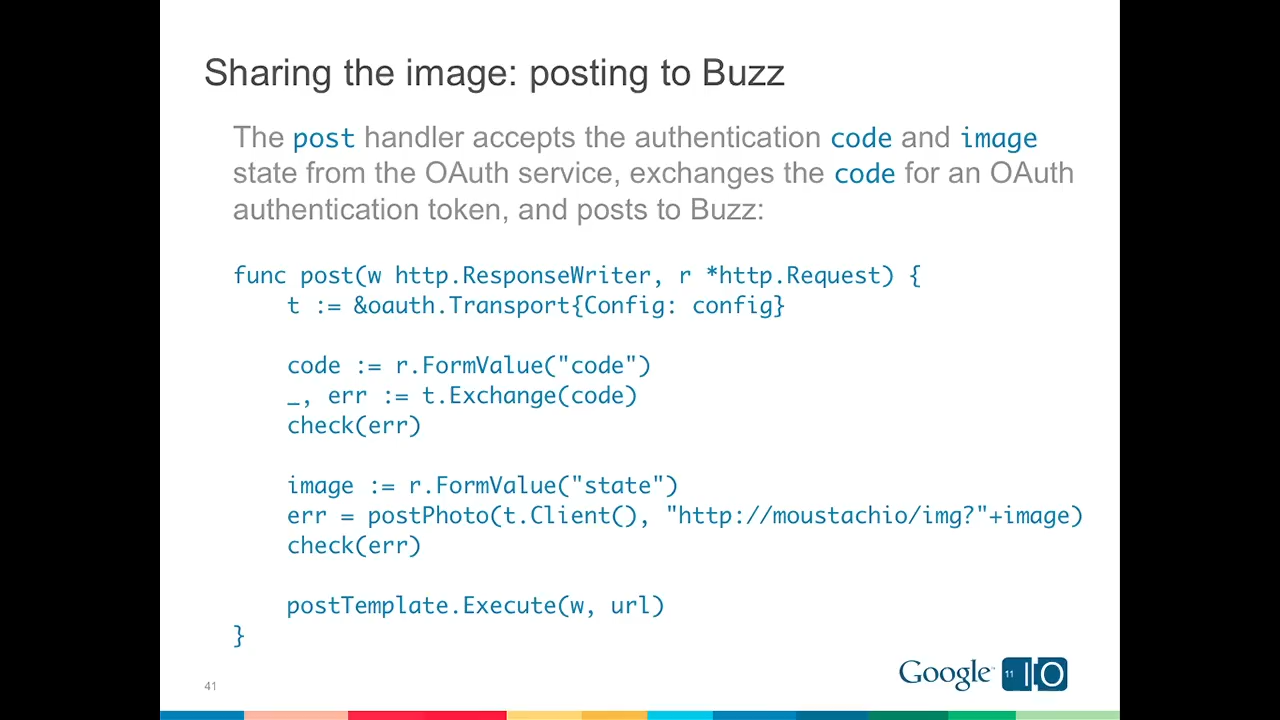 Sharing the image: posting to Buzz
The post handler accepts the authentication code and image
state from the OAuth service, exchanges the code for an OAuth
authentication token, and posts to Buzz:
func post(w http.ResponseWriter, r *http.Request) {
    t := &oauth.Transport{Config: config}
    code := r.FormValue("code")
    _, err := t.Exchange(code)
    check(err)
    image := r.FormValue("state")
    err = postPhoto(t.Client(), "http://moustachio/img?"+image)
    check(err)
    postTemplate.Execute(w, url)
}
Google™ 11 IO
41